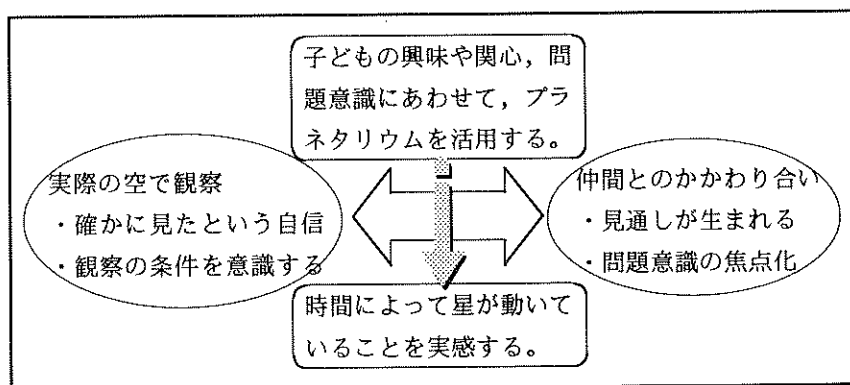 子どもの興味や関心，問
題意識にあわせて，プラ
ネタリウムを活用する。
実際の空で観察
・確かに見たという自信
・観察の条件を意識する
仲間とのかかわり合い
・見通しが生まれる
・問題意識の焦点化
時間によって星が動いて
いることを実感する。